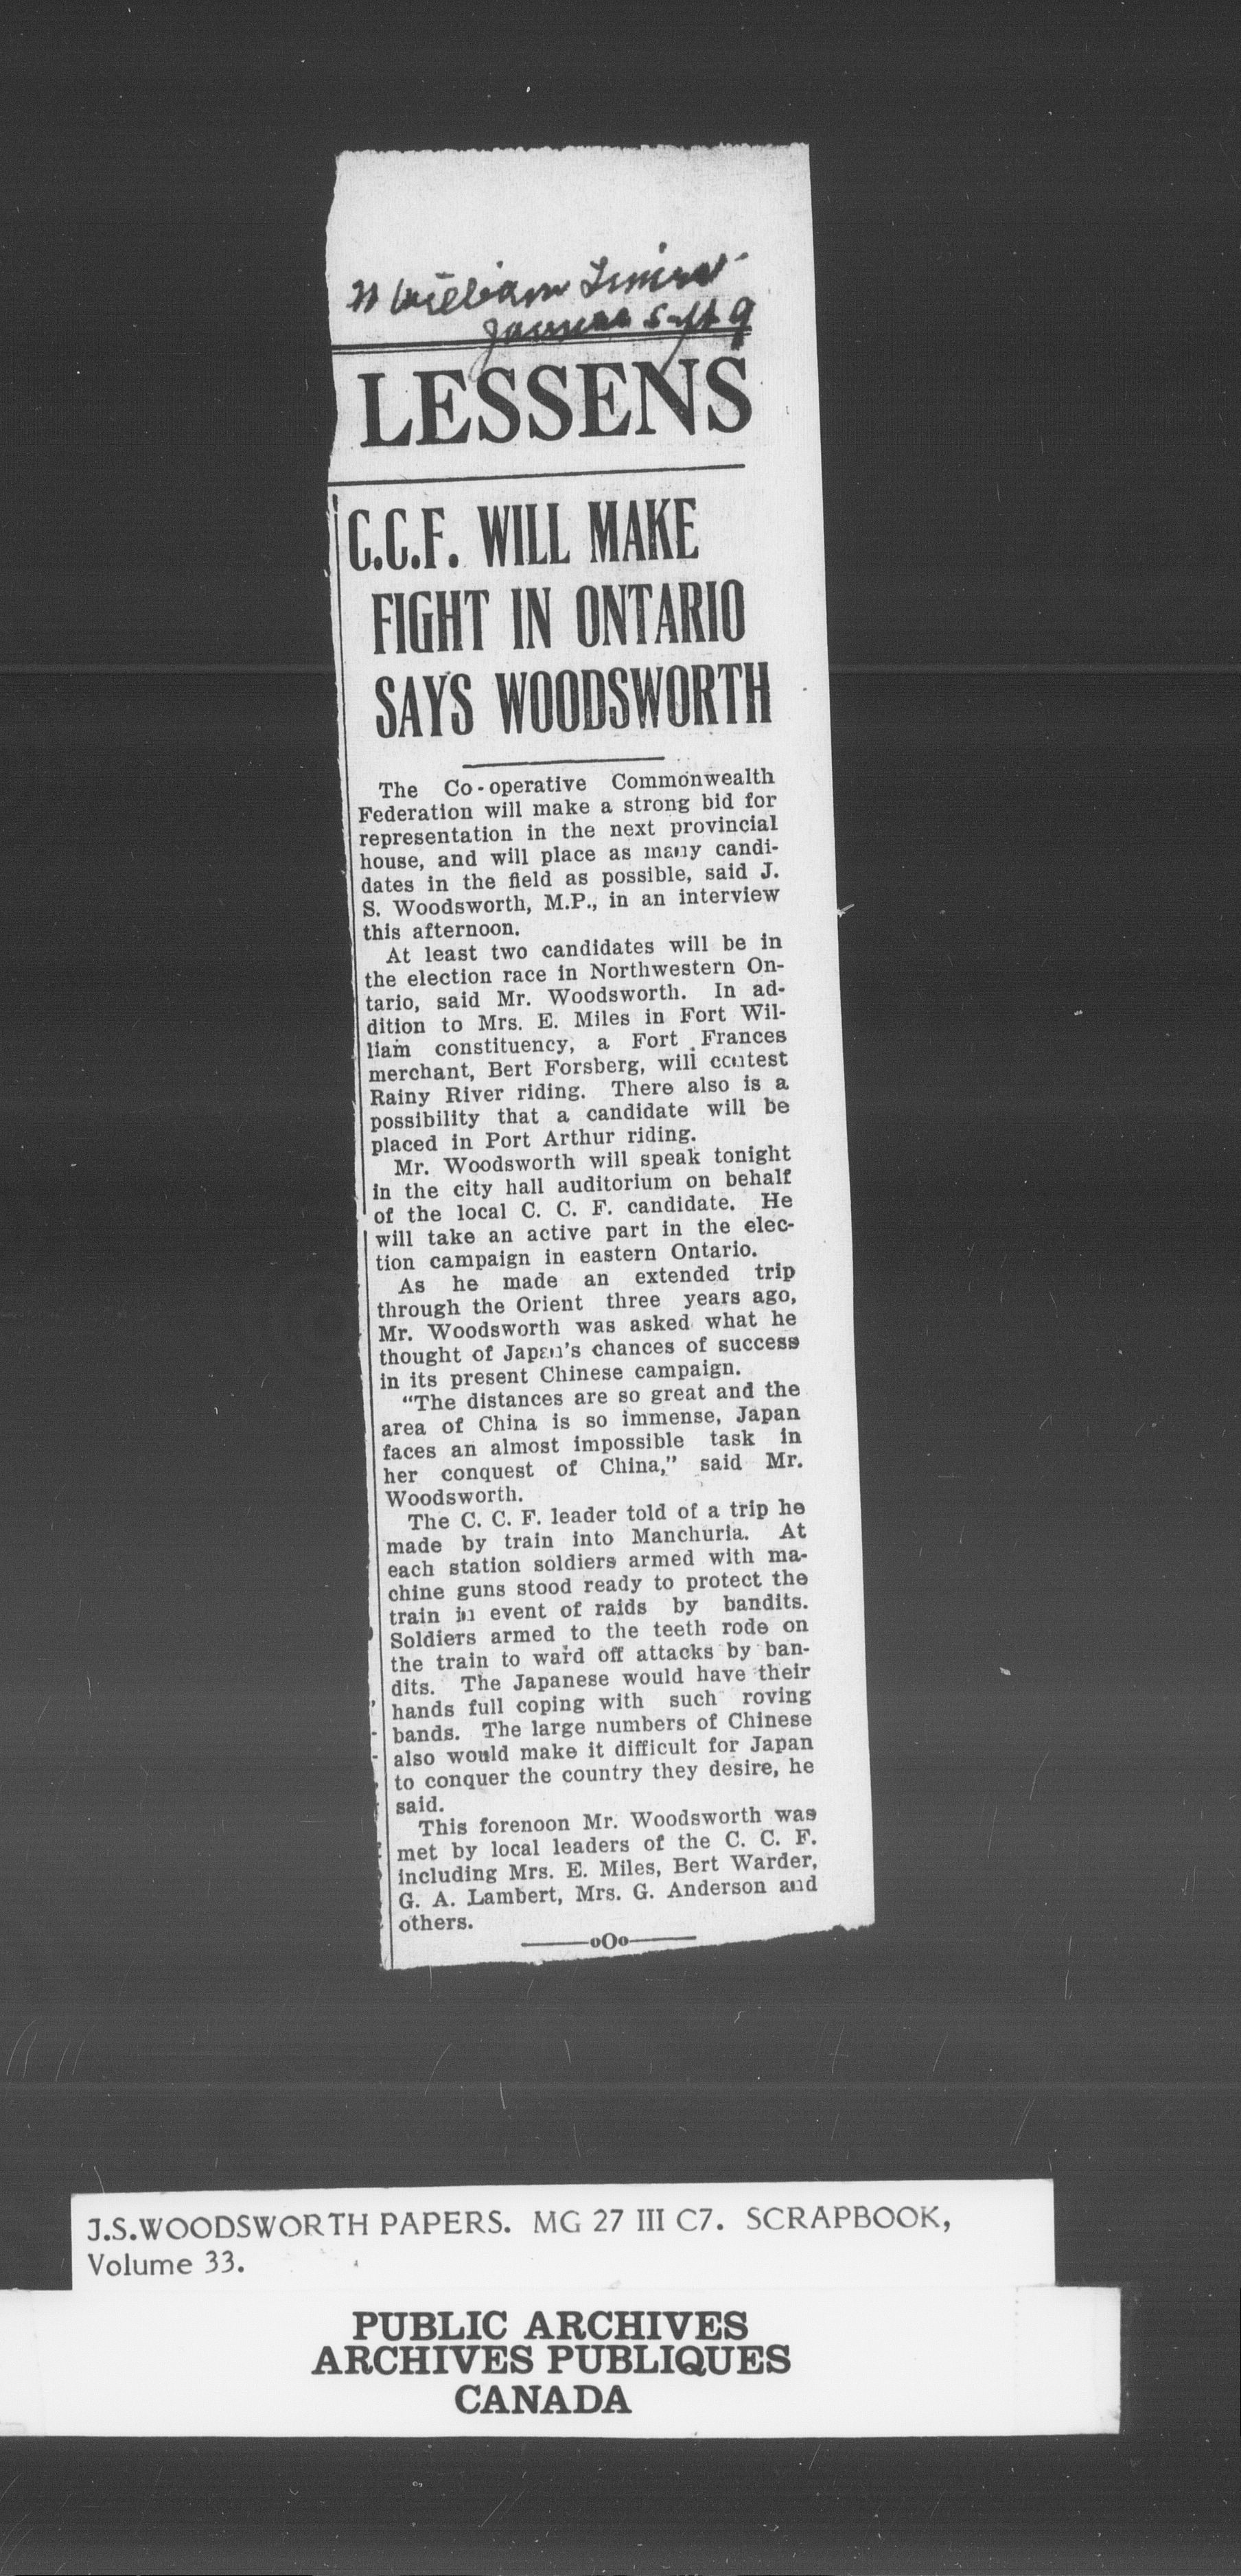 William Times
Journal Sept 9
LESSENS
C.C.F. WILL MAKE
FIGHT IN ONTARIO
SAYS WOODSWORTH
The Co-operative Commonwealth
Federation will make a strong bid for
representation in the next provincial
house, and will place as many candi-
dates in the field as possible, said J.
S. Woodsworth, M.P., in an interview
this afternoon.
At least two candidates will be in
the election race in Northwestern On-
tario, said Mr. Woodsworth. In ad-
dition to Mrs. E. Miles in Fort Wil-
liam constituency, a Fort Frances
merchant, Bert Forsberg, will contest
Rainy River riding. There also is a
possibility that a candidate will be
placed in Port Arthur riding.
Mr. Woodsworth will speak tonight
in the city hall auditorium on behalf
of the local C. C. F. candidate. He
will take an active part in the elec-
tion campaign in eastern Ontario.
As he made an extended trip
through the Orient three years ago,
Mr. Woodsworth was asked what he
thought of Japan's chances of success
in its present Chinese campaign.
"The distances are so great and the
area of China is so immense, Japan
faces an almost impossible task in
her conquest of China," said Mr.
Woodsworth.
The C. C. F. leader told of a trip he
made by train into Manchuria. At
each station soldiers armed with ma-
chine guns stood ready to protect the
train in event of raids by bandits.
Soldiers armed to the teeth rode on
the train to ward off attacks by ban-
dits. The Japanese would have their
hands full coping with such roving
bands. The large numbers of Chinese
also would make it difficult for Japan
to conquer the country they desire, he
said.
This forenoon Mr. Woodsworth was
met by local leaders of the C. C. F.
including Mrs. E. Miles, Bert Warder,
G. A. Lambert, Mrs. G. Anderson and
others.
oOo
J.S.WOODSWORTH PAPERS. MG 27 III C7. SCRAPBOOK,
Volume 33.
PUBLIC ARCHIVES
ARCHIVES PUBLIQUES
CANADA